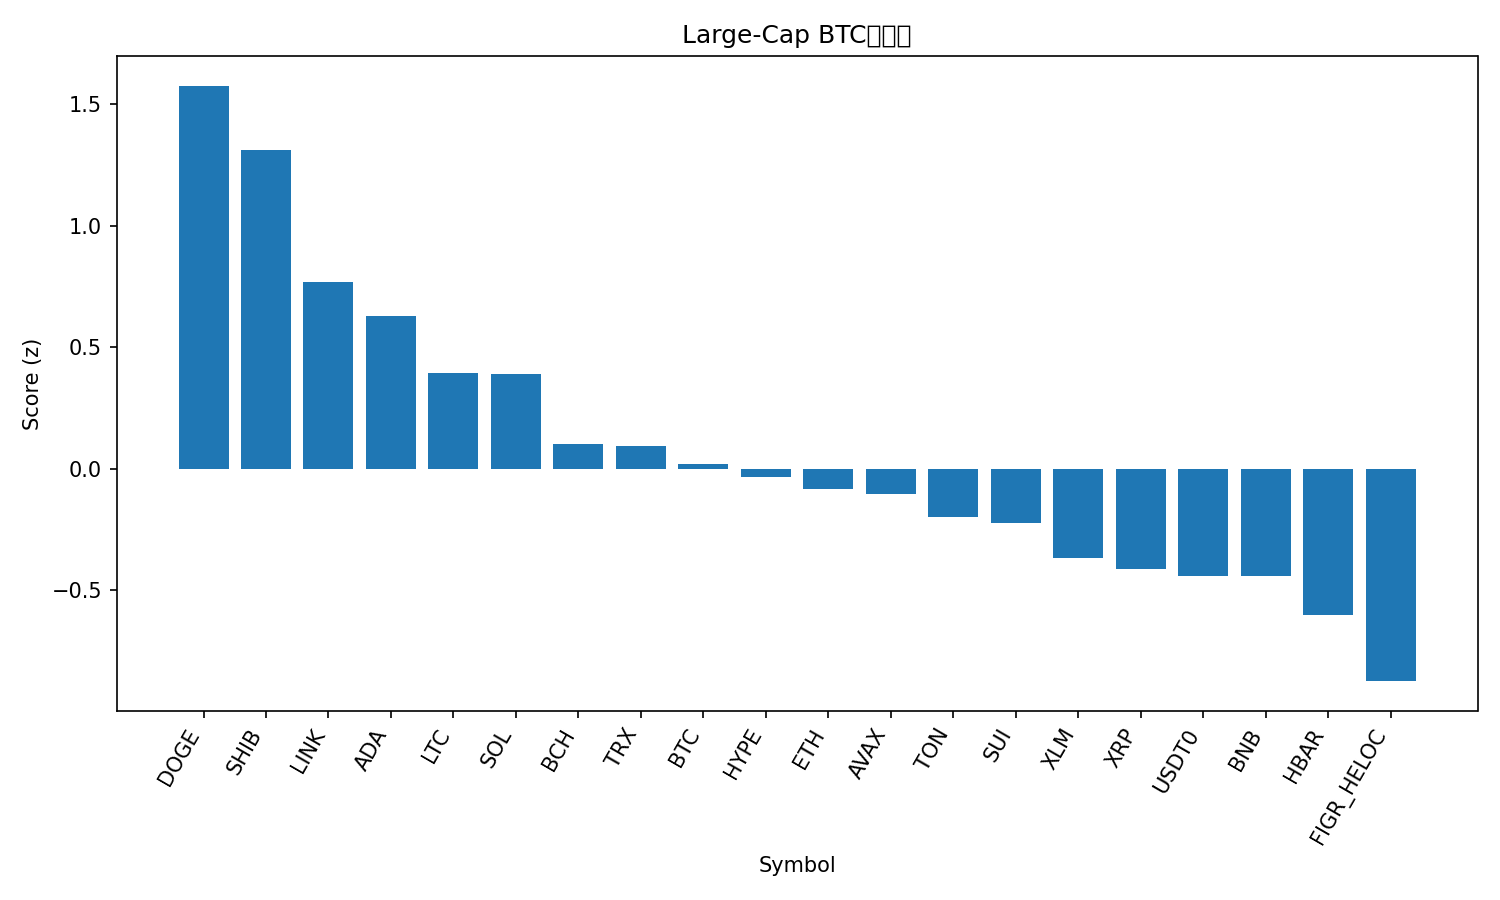 Large-Cap BTC
Score (z)
1.5
1.0
0.5
0.0
−0.5
DOGE
SHIB
LINK
ADA
LTC
SOL
BCH
TRX
BTC
HYPE
ETH
AVAX
TON
SUI
XLM
XRP
USDT0
BNB
HBAR
FIGR_HELOC
Symbol